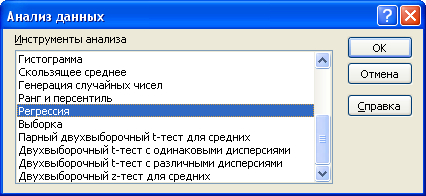 Анализ данных
Инструменты анализа
Гистограмма
Скользящее среднее
Генерация случайных чисел
Ранг и персентиль
Регрессия
Выборка
Парный двухвыборочный t-тест для средних
Двухвыборочный t-тест с одинаковыми дисперсиями
Двухвыборочный t-тест с различными дисперсиями
Двухвыборочный z-тест для средних
OK
Отмена
Справка